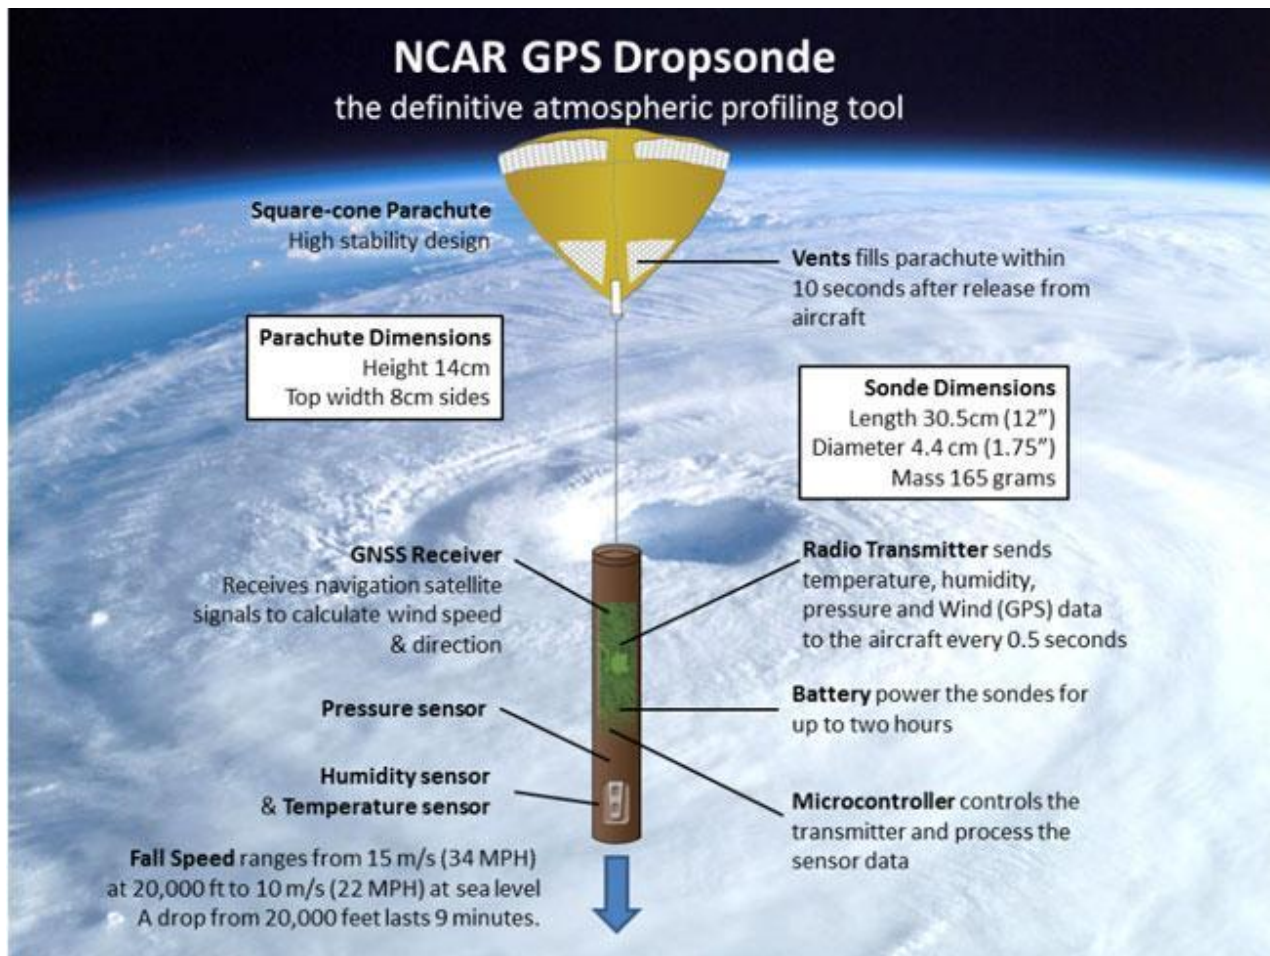 NCAR GPS Dropsonde
the definitive atmospheric profiling tool
Square-cone Parachute
High stability design
Vents fills parachute within
10 seconds after release from
aircraft
Parachute Dimensions
Height 14cm
Top width 8cm sides
Sonde Dimensions
Length 30.5cm (12”)
Diameter 4.4 cm (1.75”)
Mass 165 grams
GNSS Receiver
Receives navigation satellite
signals to calculate wind speed
& direction
Radio Transmitter sends
temperature, humidity,
pressure and Wind (GPS) data
to the aircraft every 0.5 seconds
Pressure sensor
Battery power the sondes for
up to two hours
Humidity sensor
& Temperature sensor
Microcontroller controls the
transmitter and process the
sensor data
Fall Speed ranges from 15 m/s (34 MPH)
at 20,000 ft to 10 m/s (22 MPH) at sea level
A drop from 20,000 feet lasts 9 minutes.